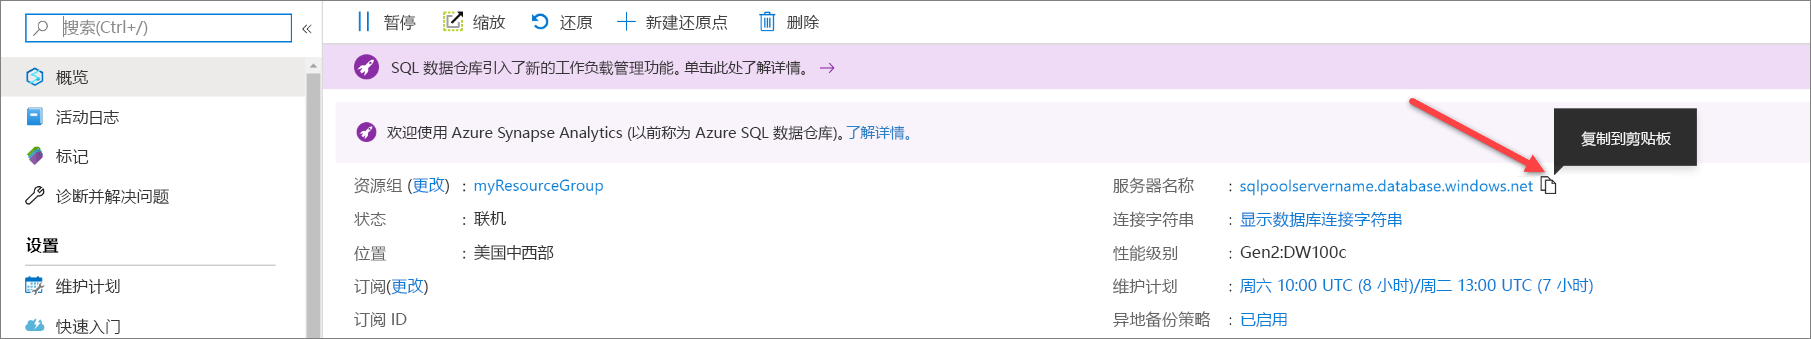 搜索(Ctrl+/)
«
概览
活动日志
标记
诊断并解决问题
设置
维护计划
快速入门
暂停 缩放 还原 新建还原点 删除
SQL 数据仓库引入了新的工作负载管理功能。单击此处了解详情。 →
欢迎使用 Azure Synapse Analytics (以前称为 Azure SQL 数据仓库)。了解详情。
复制到剪贴板
资源组 (更改) : myResourceGroup
状态 : 联机
位置 : 美国中西部
订阅(更改)
订阅 ID
服务器名称 : sqlpoolservername.database.windows.net
连接字符串 : 显示数据库连接字符串
性能级别 : Gen2:DW100c
维护计划 : 周六 10:00 UTC (8 小时)/周二 13:00 UTC (7 小时)
异地备份策略 : 已启用